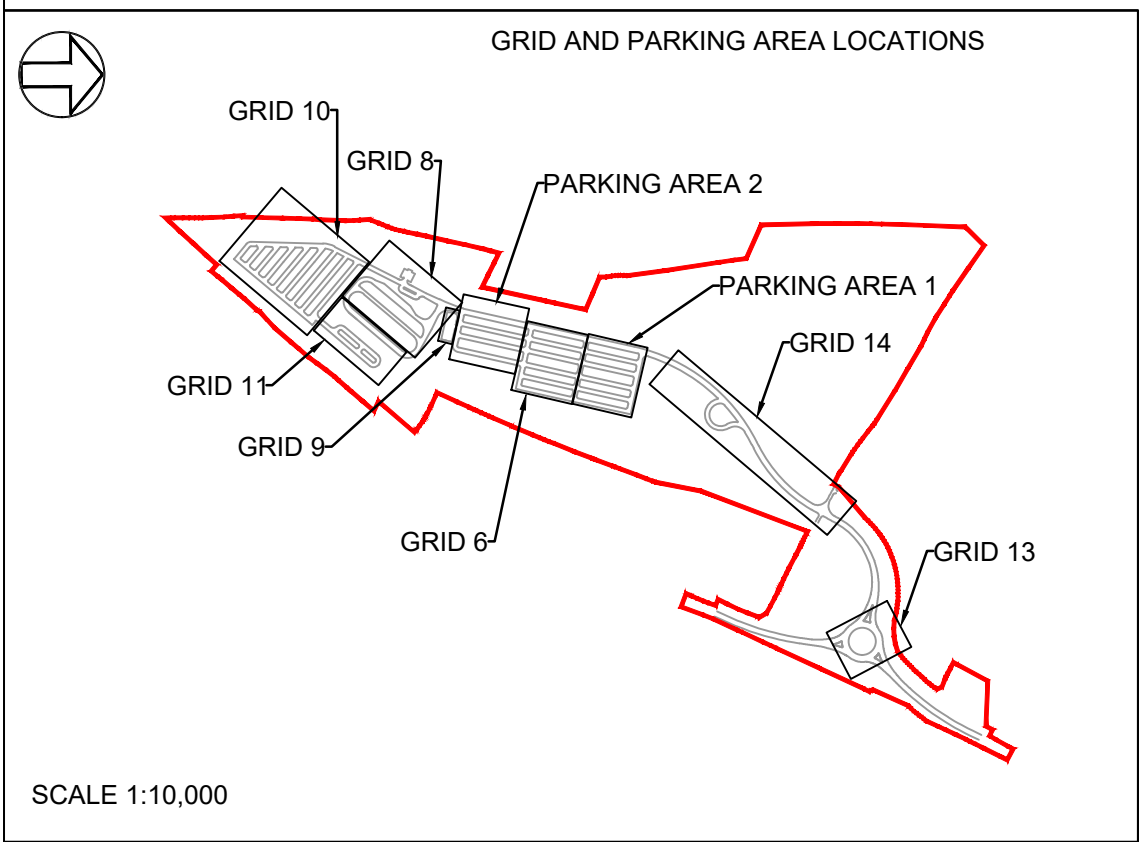 GRID AND PARKING AREA LOCATIONS
GRID 10
GRID 8
PARKING AREA 2
PARKING AREA 1
GRID 14
GRID 11
GRID 9
GRID 6
GRID 13
SCALE 1:10,000